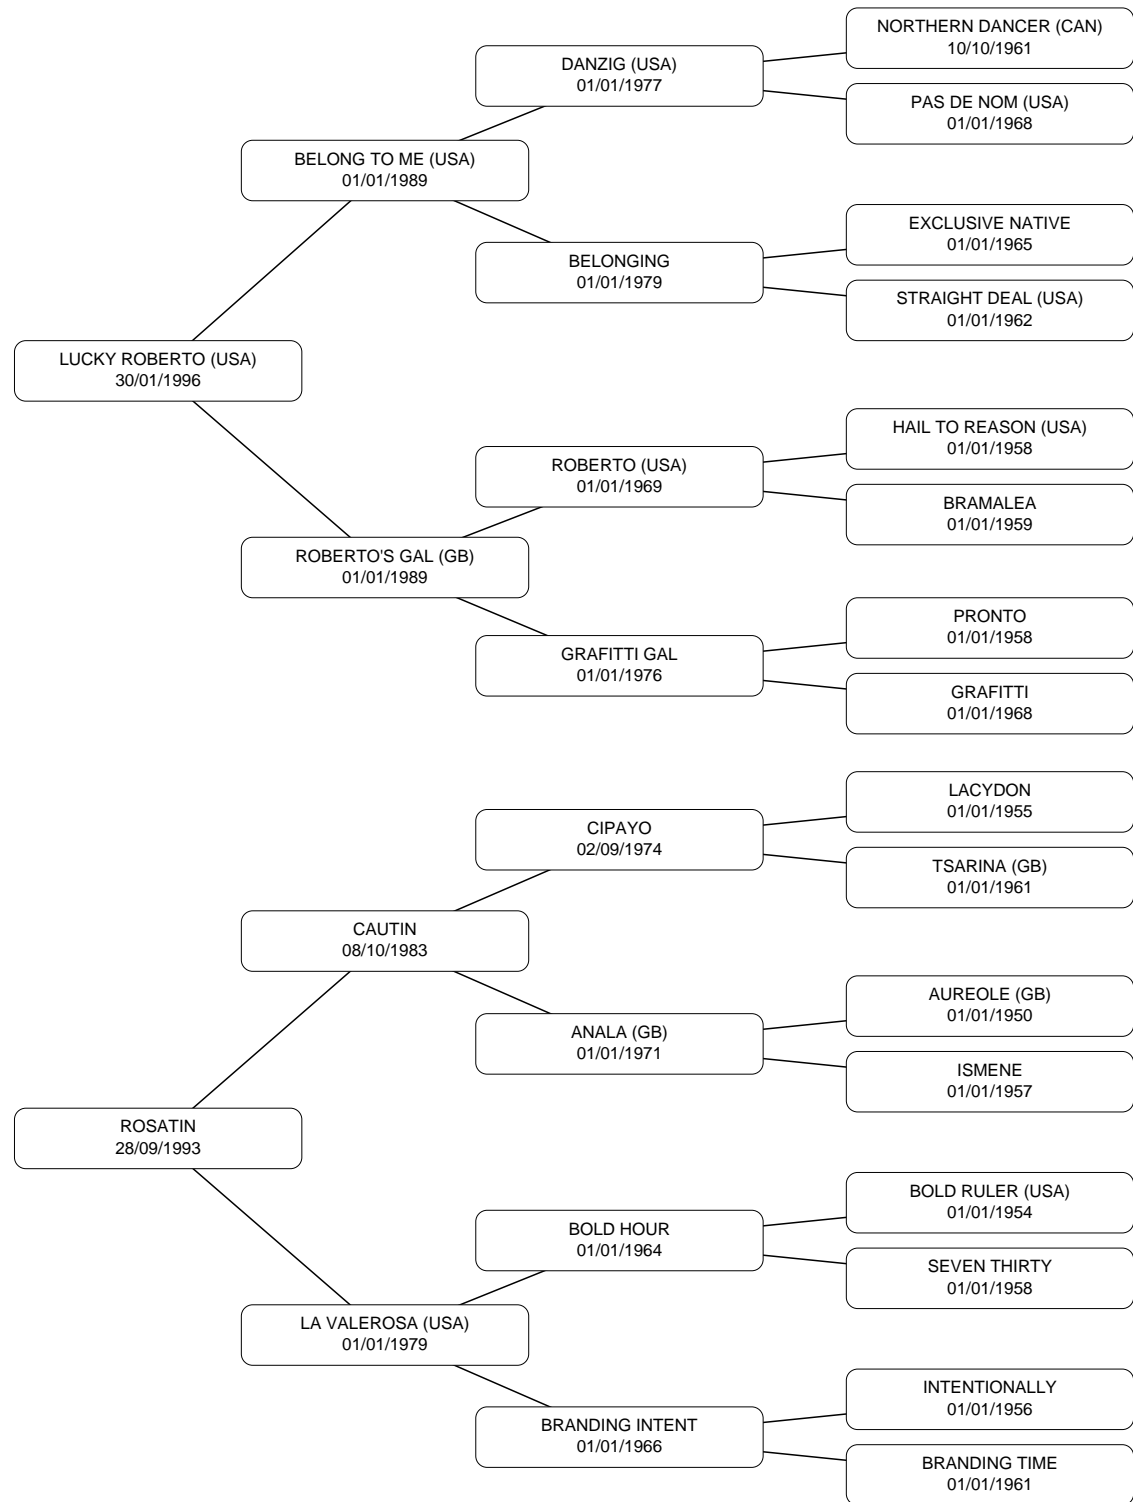 NORTHERN DANCER (CAN)
10/10/1961
DANZIG (USA)
01/01/1977
PAS DE NOM (USA)
01/01/1968
BELONG TO ME (USA)
01/01/1989
EXCLUSIVE NATIVE
01/01/1965
BELONGING
01/01/1979
STRAIGHT DEAL (USA)
01/01/1962
LUCKY ROBERTO (USA)
30/01/1996
HAIL TO REASON (USA)
01/01/1958
ROBERTO (USA)
01/01/1969
BRAMALEA
01/01/1959
ROBERTO'S GAL (GB)
01/01/1989
PRONTO
01/01/1958
GRAFITTI GAL
01/01/1976
GRAFITTI
01/01/1968
LACYDON
01/01/1955
CIPAYO
02/09/1974
TSARINA (GB)
01/01/1961
CAUTIN
08/10/1983
AUREOLE (GB)
01/01/1950
ANALA (GB)
01/01/1971
ISMENE
01/01/1957
ROSATIN
28/09/1993
BOLD RULER (USA)
01/01/1954
BOLD HOUR
01/01/1964
SEVEN THIRTY
01/01/1958
LA VALEROSA (USA)
01/01/1979
INTENTIONALLY
01/01/1956
BRANDING INTENT
01/01/1966
BRANDING TIME
01/01/1961